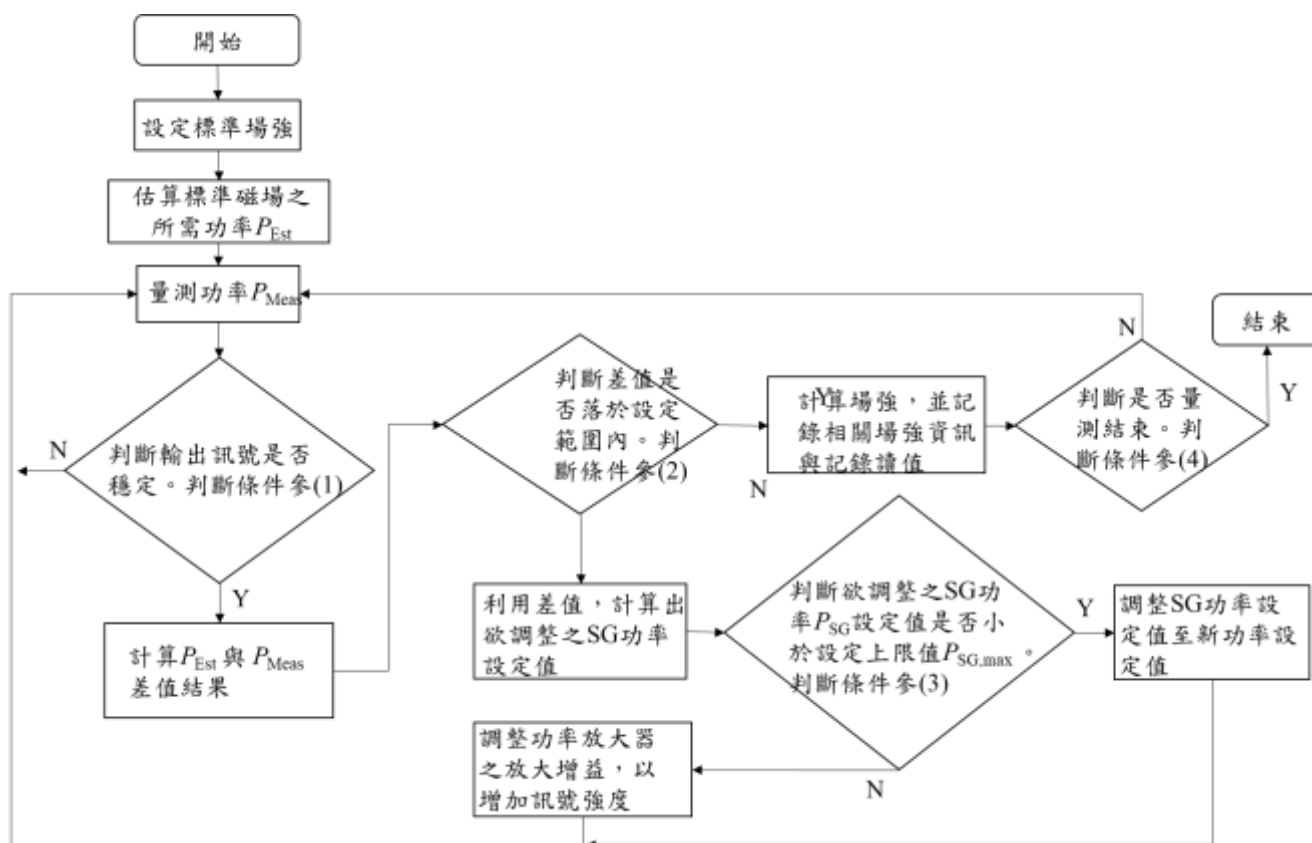 開始
設定標準場強
估算標準磁場之
所需功率P_Est
量測功率P_Meas
N
判斷輸出訊號是否
穩定。判斷條件參(1)
Y
計算P_Est與P_Meas
差值結果
判斷差值是
否落於設定
範圍內。判
斷條件參(2)
Y
N
計算場強，並記
錄相關場強資訊
與記錄讀值
判斷是否量
測結束。判
斷條件參(4)
N
Y
結束
利用差值，計算出
欲調整之SG功率
設定值
判斷欲調整之SG功
率P_SG設定值是否小
於設定上限值P_SG,max。
判斷條件參(3)
Y
N
調整SG功率設
定值至新功率設
定值
調整功率放大器
之放大增益，以
增加訊號強度